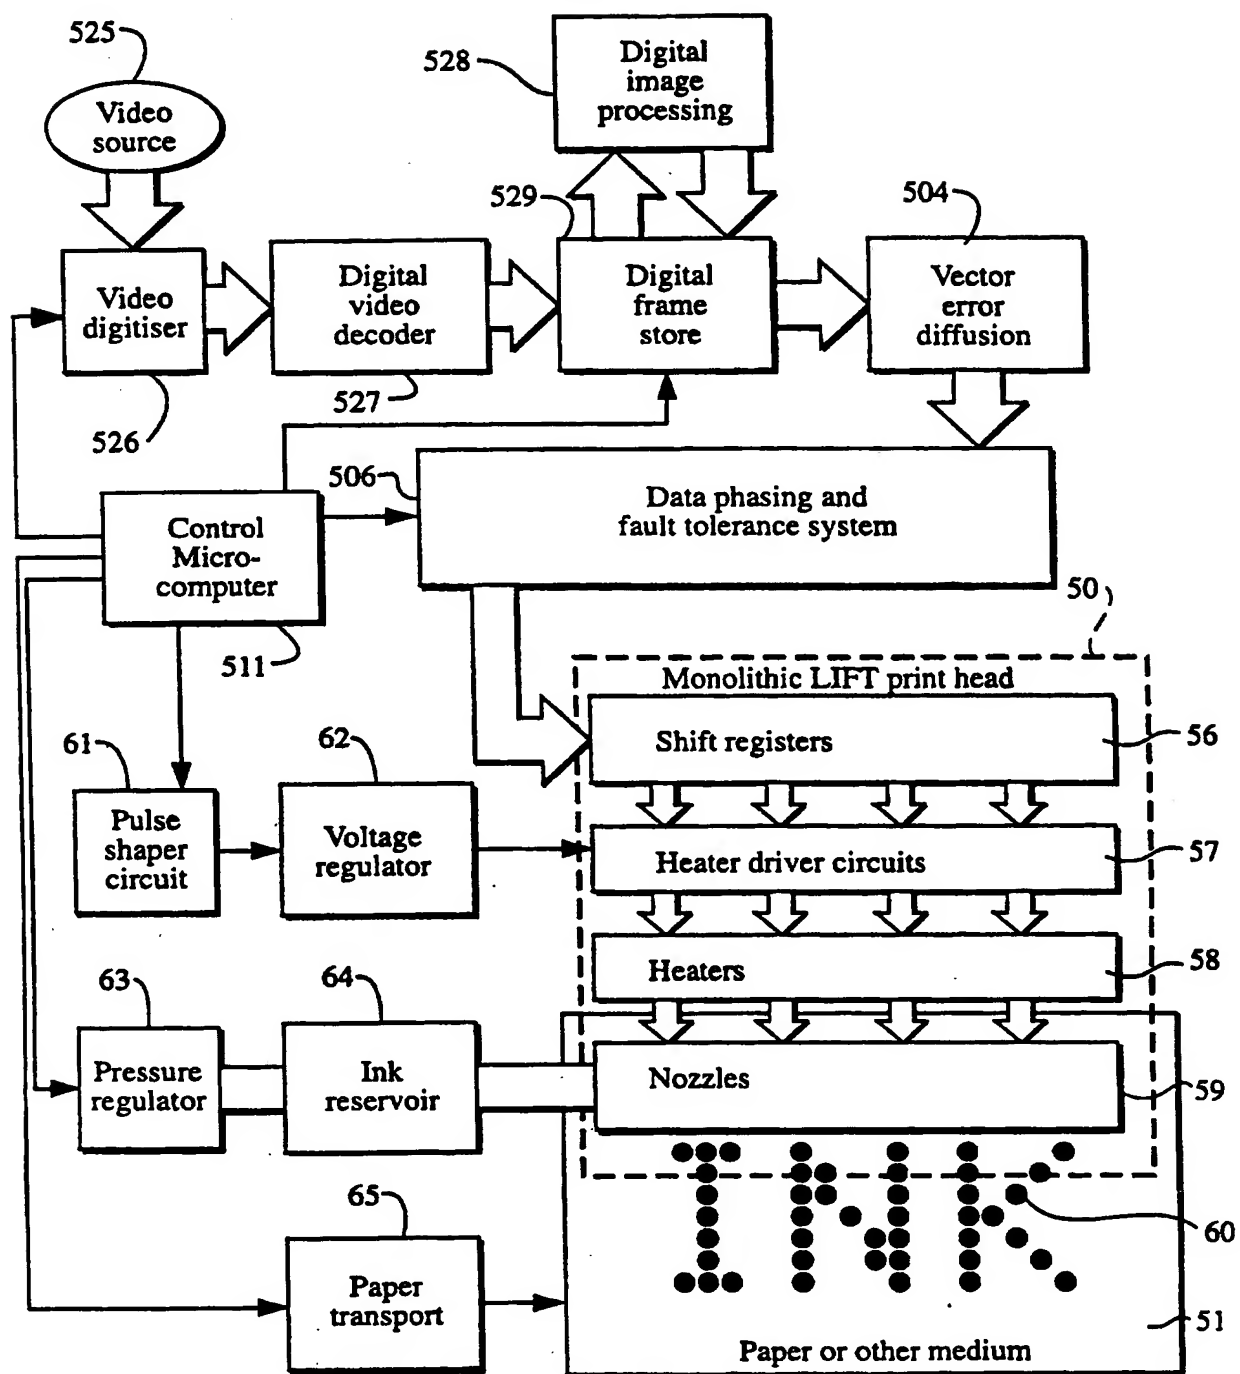 525
Video
source
528
Digital
image
processing
529
504
Video
digitiser
Digital
video
decoder
Digital
frame
store
Vector
error
diffusion
526
527
506
Data phasing and
fault tolerance system
Control
Micro-
computer
511
50
Monolithic LIFT print head
Shift registers
56
61
62
Pulse
shaper
circuit
Voltage
regulator
Heater driver circuits
57
Heaters
58
63
64
Pressure
regulator
Ink
reservoir
Nozzles
59
INK
60
65
Paper
transport
51
Paper or other medium